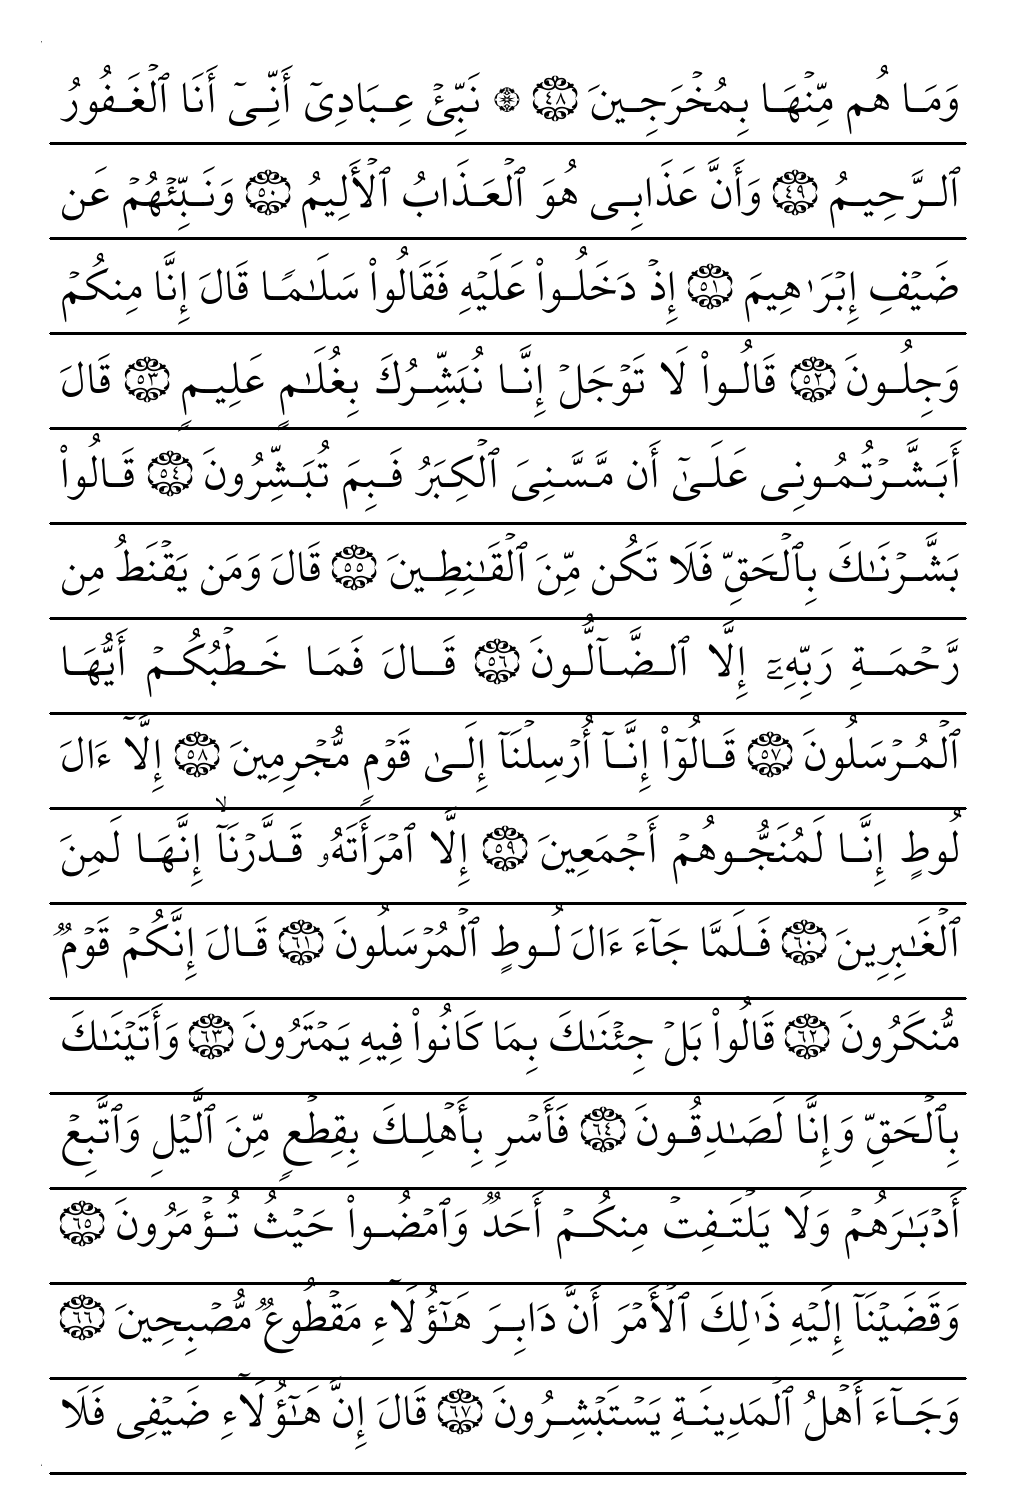 وَمَا هُم مِّنۡهَا بِمُخۡرَجِينَ ٤٨ ۞ نَبِّئۡ عِبَادِيٓ أَنِّيٓ أَنَا ٱلۡغَفُورُ
ٱلرَّحِيمُ ٤٩ وَأَنَّ عَذَابِي هُوَ ٱلۡعَذَابُ ٱلۡأَلِيمُ ٥٠ وَنَبِّئۡهُمۡ عَن
ضَيۡفِ إِبۡرَٰهِيمَ ٥١ إِذۡ دَخَلُواْ عَلَيۡهِ فَقَالُواْ سَلَٰمٗا قَالَ إِنَّا مِنكُمۡ
وَجِلُونَ ٥٢ قَالُواْ لَا تَوۡجَلۡ إِنَّا نُبَشِّرُكَ بِغُلَٰمٍ عَلِيمٖ ٥٣ قَالَ
أَبَشَّرۡتُمُونِي عَلَىٰٓ أَن مَّسَّنِيَ ٱلۡكِبَرُ فَبِمَ تُبَشِّرُونَ ٥٤ قَالُواْ
بَشَّرۡنَٰكَ بِٱلۡحَقِّ فَلَا تَكُن مِّنَ ٱلۡقَٰنِطِينَ ٥٥ قَالَ وَمَن يَقۡنَطُ مِن
رَّحۡمَةِ رَبِّهِۦٓ إِلَّا ٱلضَّآلُّونَ ٥٦ قَالَ فَمَا خَطۡبُكُمۡ أَيُّهَا
ٱلۡمُرۡسَلُونَ ٥٧ قَالُوٓاْ إِنَّآ أُرۡسِلۡنَآ إِلَىٰ قَوۡمٖ مُّجۡرِمِينَ ٥٨ إِلَّآ ءَالَ
لُوطٍ إِنَّا لَمُنَجُّوهُمۡ أَجۡمَعِينَ ٥٩ إِلَّا ٱمۡرَأَتَهُۥ قَدَّرۡنَآۙ إِنَّهَا لَمِنَ
ٱلۡغَٰبِرِينَ ٦٠ فَلَمَّا جَآءَ ءَالَ لُوطٍ ٱلۡمُرۡسَلُونَ ٦١ قَالَ إِنَّكُمۡ قَوۡمٞ
مُّنكَرُونَ ٦٢ قَالُواْ بَلۡ جِئۡنَٰكَ بِمَا كَانُواْ فِيهِ يَمۡتَرُونَ ٦٣ وَأَتَيۡنَٰكَ
بِٱلۡحَقِّ وَإِنَّا لَصَٰدِقُونَ ٦٤ فَأَسۡرِ بِأَهۡلِكَ بِقِطۡعٖ مِّنَ ٱلَّيۡلِ وَٱتَّبِعۡ
أَدۡبَٰرَهُمۡ وَلَا يَلۡتَفِتۡ مِنكُمۡ أَحَدٞ وَٱمۡضُواْ حَيۡثُ تُؤۡمَرُونَ ٦٥
وَقَضَيۡنَآ إِلَيۡهِ ذَٰلِكَ ٱلۡأَمۡرَ أَنَّ دَابِرَ هَٰٓؤُلَآءِ مَقۡطُوعٞ مُّصۡبِحِينَ ٦٦
وَجَآءَ أَهۡلُ ٱلۡمَدِينَةِ يَسۡتَبۡشِرُونَ ٦٧ قَالَ إِنَّ هَٰٓؤُلَآءِ ضَيۡفِي فَلَا